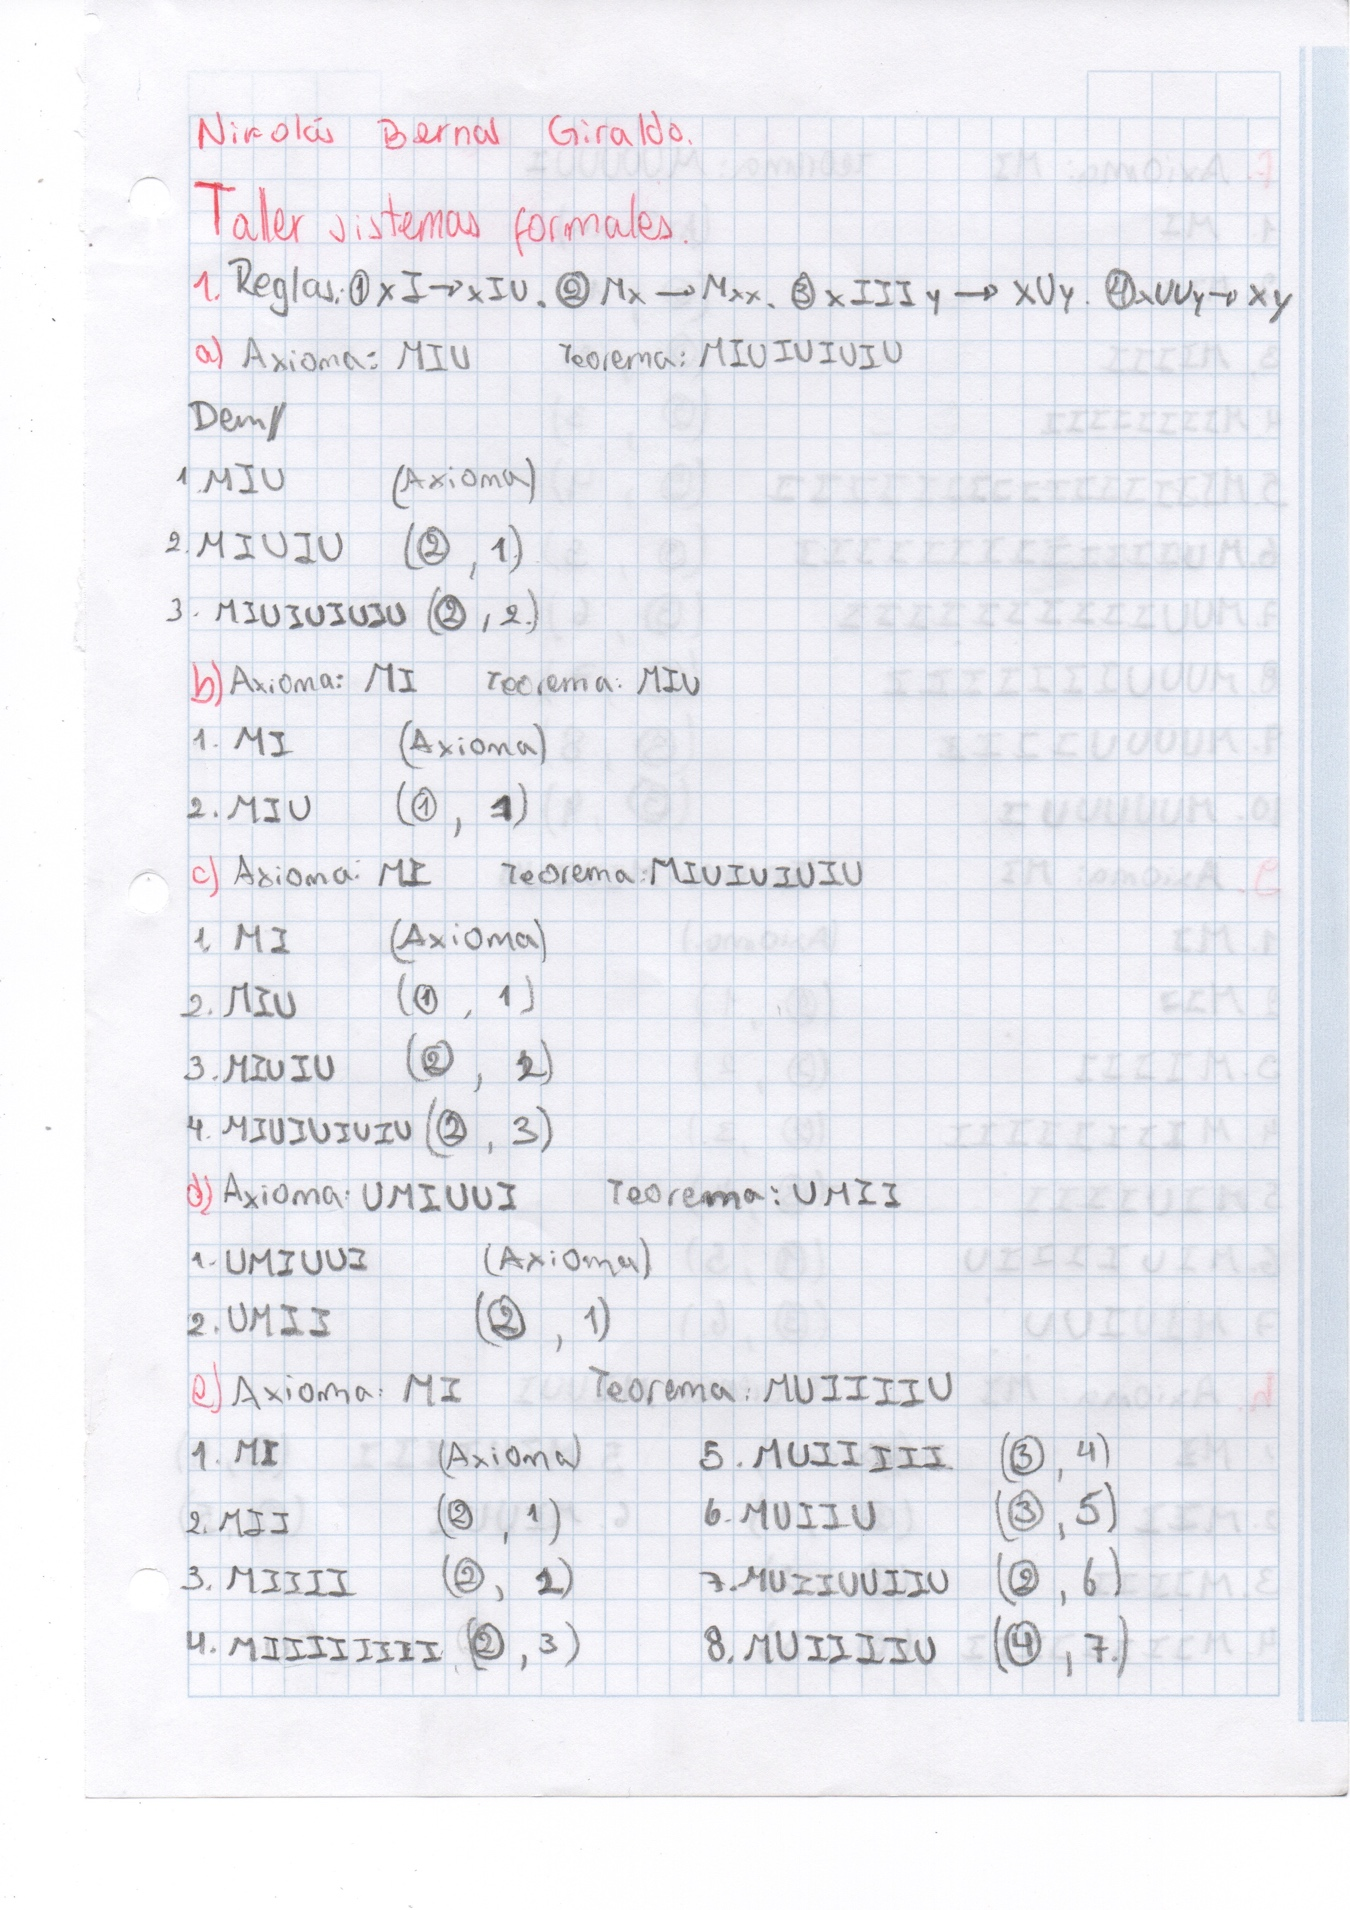 Nikolás Bernal Giraldo.
Taller sistemas formales.
1. Reglas: ① xI→xIU. ② Mx → Mxx. ③ xIIIy → xUy. ④ xUUy→ xy
a) Axioma: MIU Teorema: MIUIUIUIU
Dem/
1. MIU (Axioma)
2. MIUIU (②, 1)
3. MIUIUIUIU (②, 2)
b) Axioma: MI Teorema: MIU
1. MI (Axioma)
2. MIU (①, 1)
c) Axioma: MI Teorema: MIUIUIUIU
1. MI (Axioma)
2. MIU (①, 1)
3. MIUIU (②, 2)
4. MIUIUIUIU (②, 3)
d) Axioma: UMIUUI Teorema: UMII
1. UMIUUI (Axioma)
2. UMII (②, 1)
e) Axioma: MI Teorema: MUIIIIU
1. MI (Axioma) 5. MUIIIII (③, 4)
2. MII (②, 1) 6. MUIIU (③, 5)
3. MIIII (②, 2) 7. MUIIUUIIU (②, 6)
4. MIIIIIIII (②, 3) 8. MUIIIIU (④, 7.)